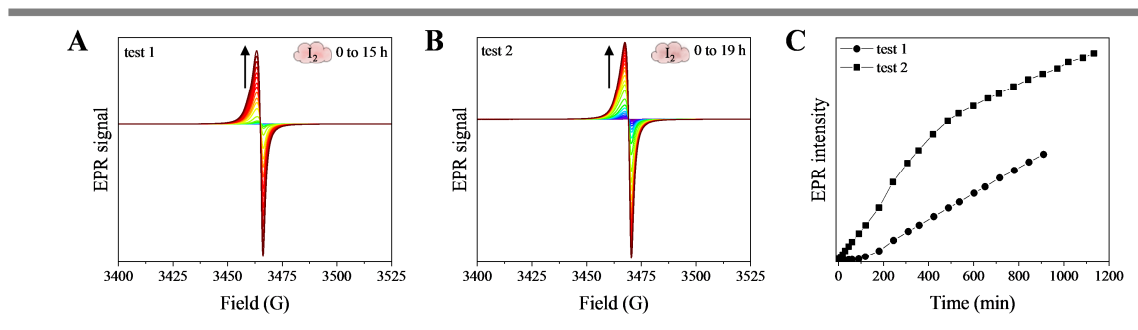 A
test 1
I2
0 to 15 h
EPR signal
3400
3425
3450
3475
3500
3525
Field (G)
B
test 2
I2
0 to 19 h
EPR signal
3400
3425
3450
3475
3500
3525
Field (G)
C
test 1
test 2
EPR intensity
0
200
400
600
800
1000
1200
Time (min)